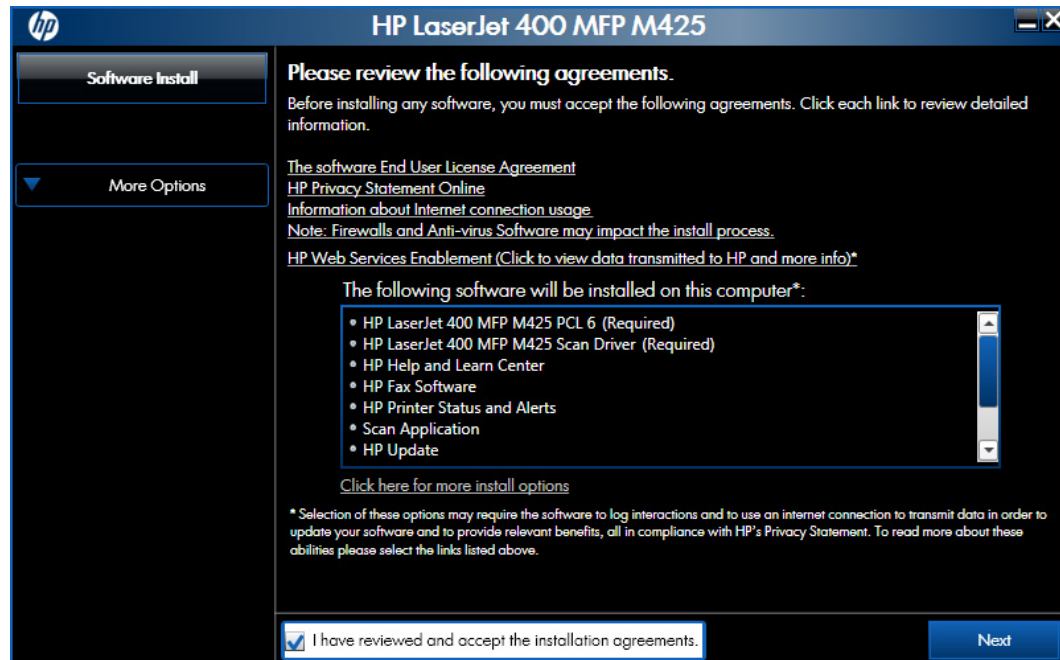 hp
HP LaserJet 400 MFP M425
Software Install
More Options
Please review the following agreements.
Before installing any software, you must accept the following agreements. Click each link to review detailed
information.
The software End User License Agreement
HP Privacy Statement Online
Information about Internet connection usage
Note: Firewalls and Anti-virus Software may impact the install process.
HP Web Services Enablement (Click to view data transmitted to HP and more info)*
The following software will be installed on this computer*:
• HP LaserJet 400 MFP M425 PCL 6 (Required)
• HP LaserJet 400 MFP M425 Scan Driver (Required)
• HP Help and Learn Center
• HP Fax Software
• HP Printer Status and Alerts
• Scan Application
• HP Update
Click here for more install options
* Selection of these options may require the software to log interactions and to use an internet connection to transmit data in order to
update your software and to provide relevant benefits, all in compliance with HP's Privacy Statement. To read more about these
abilities please select the links listed above.
I have reviewed and accept the installation agreements.
Next